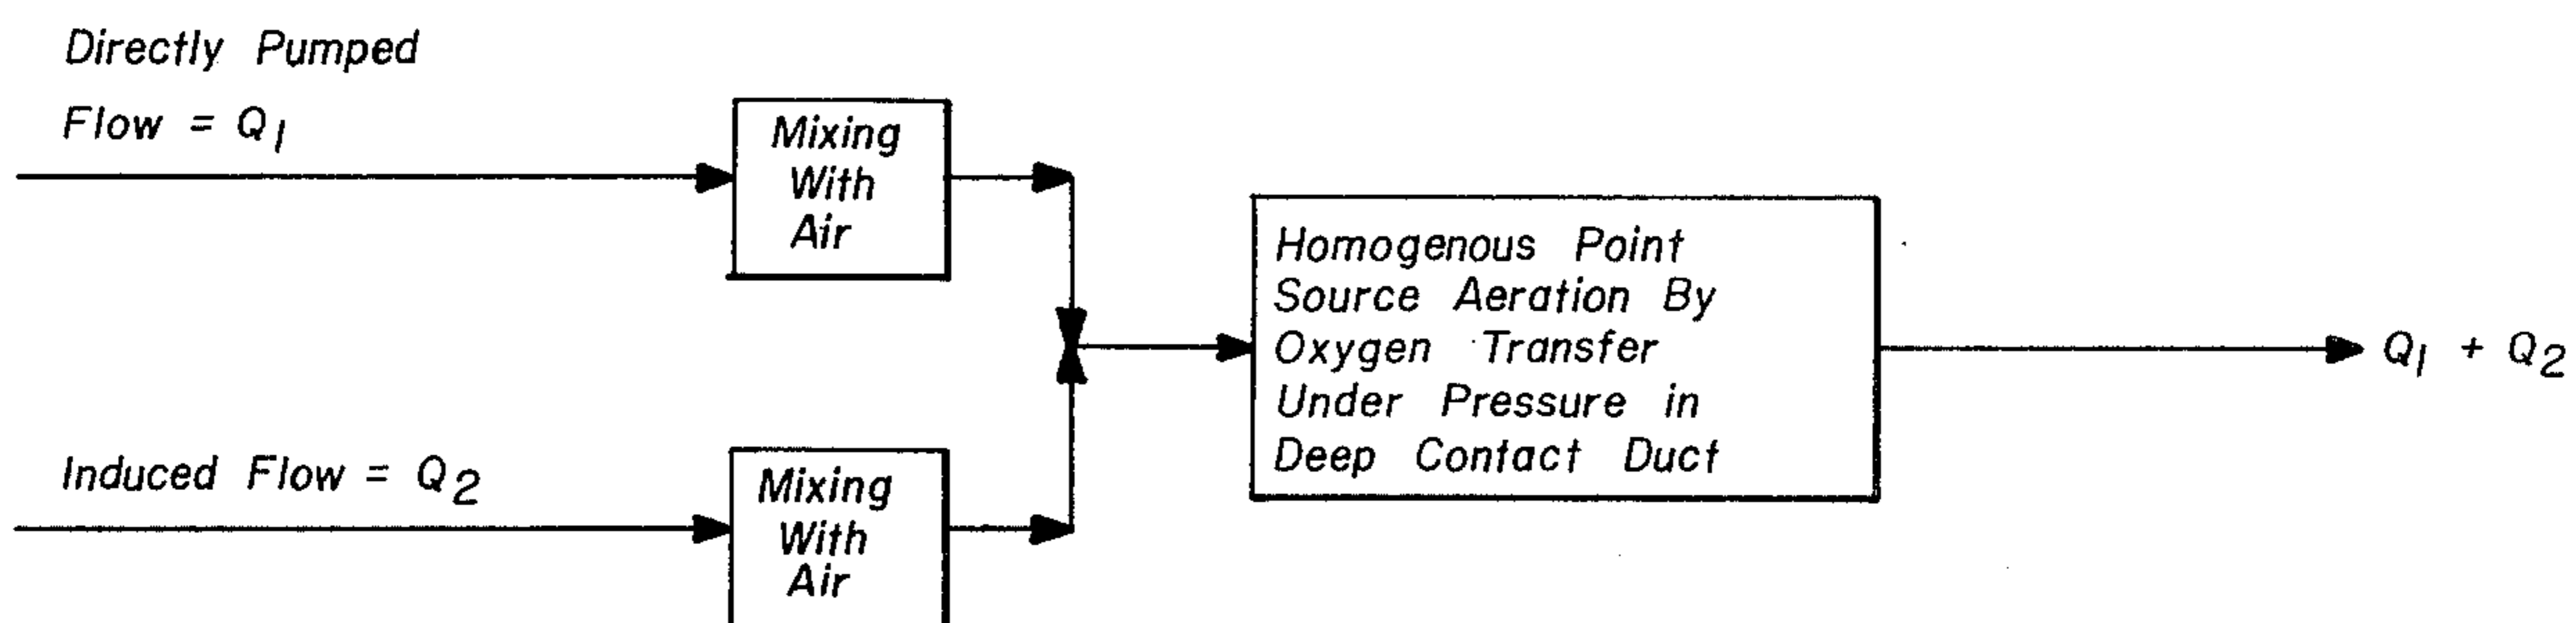 Directly Pumped
Flow = Q1
Mixing
With
Air
Homogenous Point
Source Aeration By
Oxygen Transfer
Under Pressure in
Deep Contact Duct
Q1 + Q2
Induced Flow = Q2
Mixing
With
Air